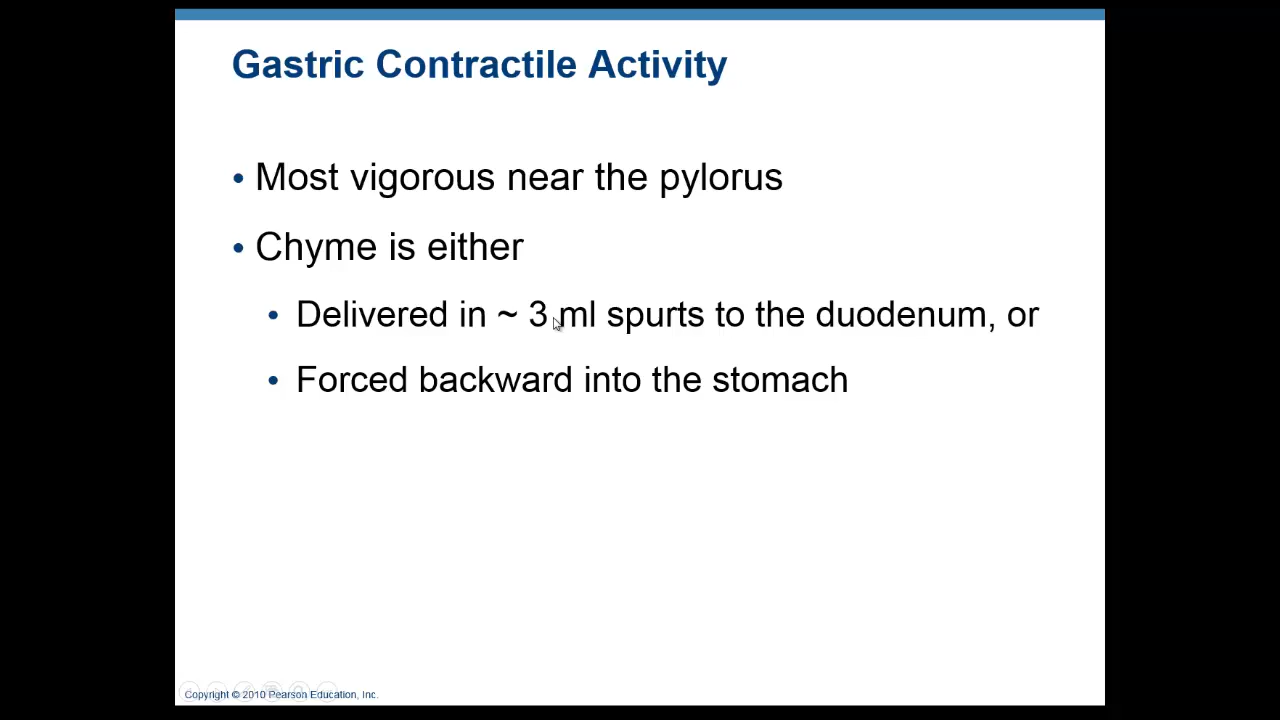 Gastric Contractile Activity
• Most vigorous near the pylorus
• Chyme is either
• Delivered in ~ 3 ml spurts to the duodenum, or
• Forced backward into the stomach
Copyright © 2010 Pearson Education, Inc.